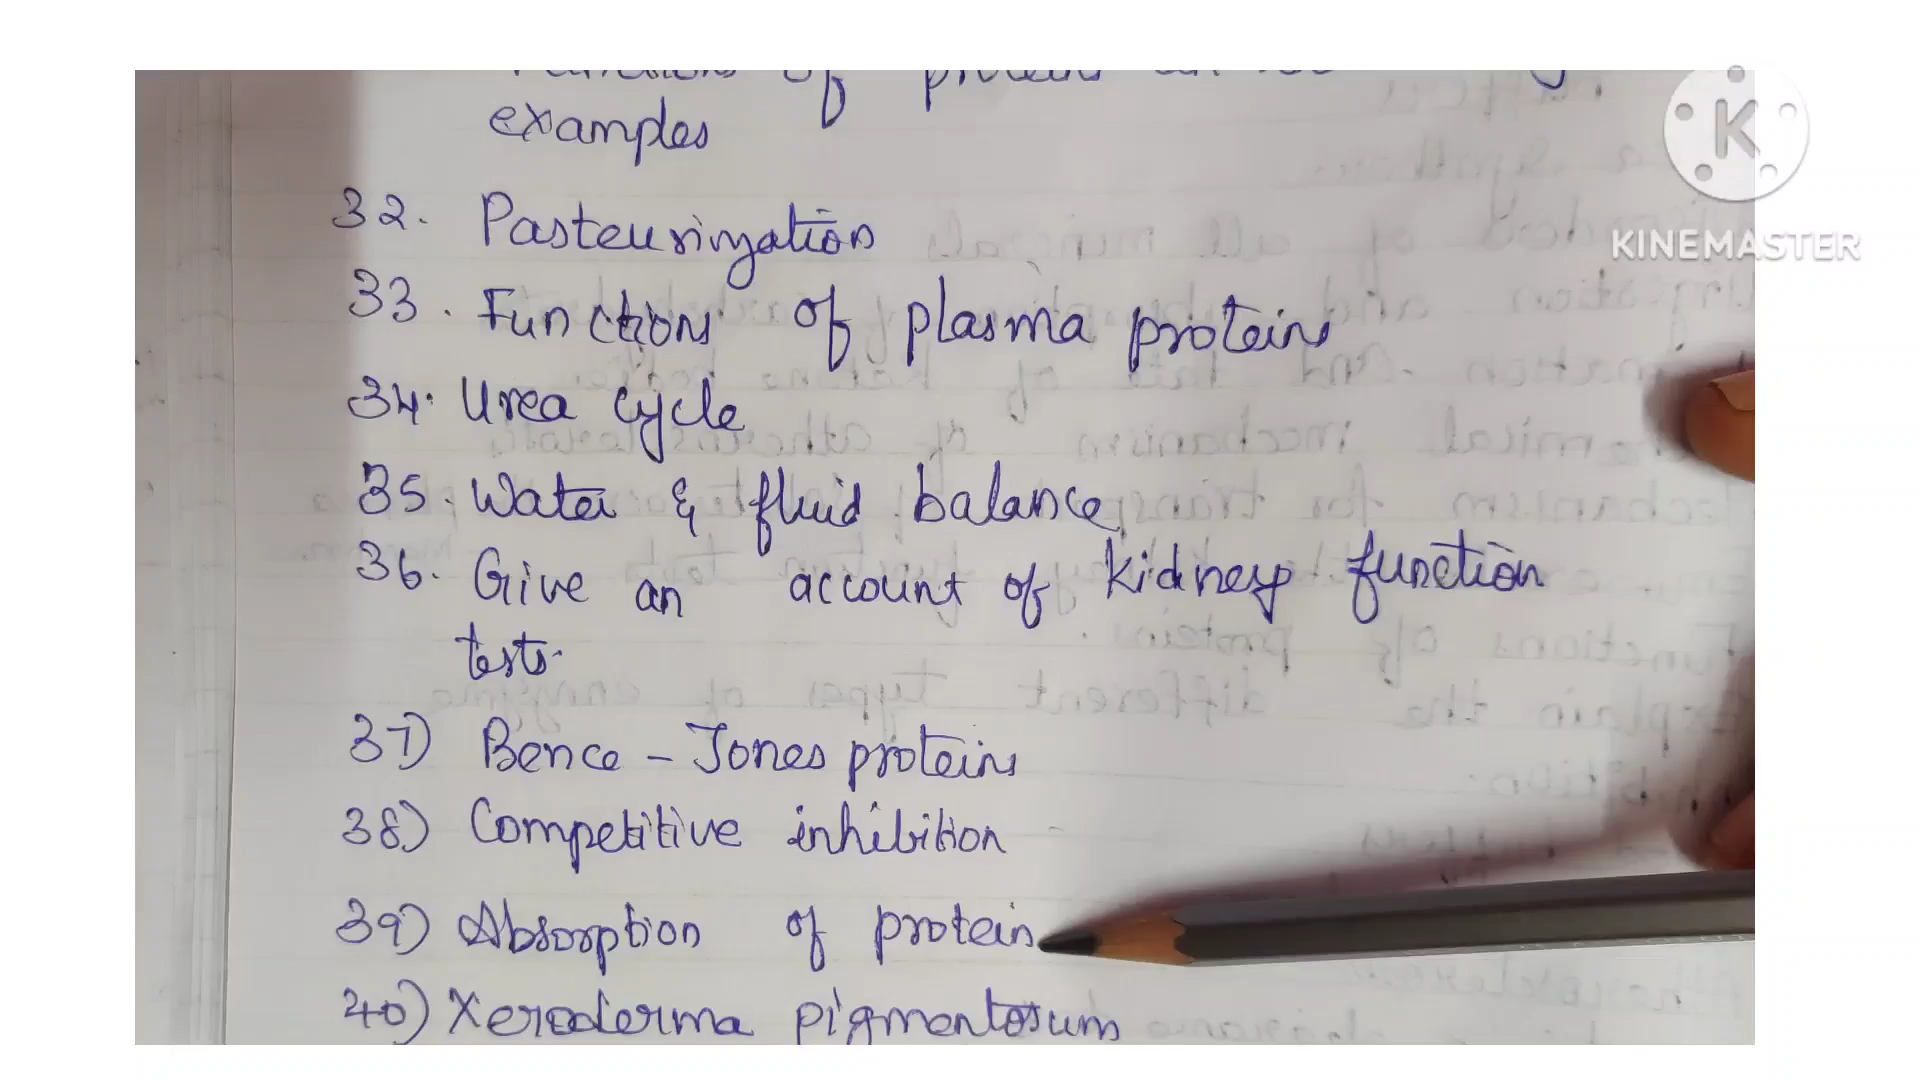 of protein
examples
32. Pasteurization
33. Functions of plasma proteins
34. Urea cycle
35. Water & fluid balance
36. Give an account of kidney function
tests.
37) Bence - Jones proteins
38) Competitive inhibition
39) Absorption of protein
40) Xeroderma pigmentosum
K
KINEMASTER